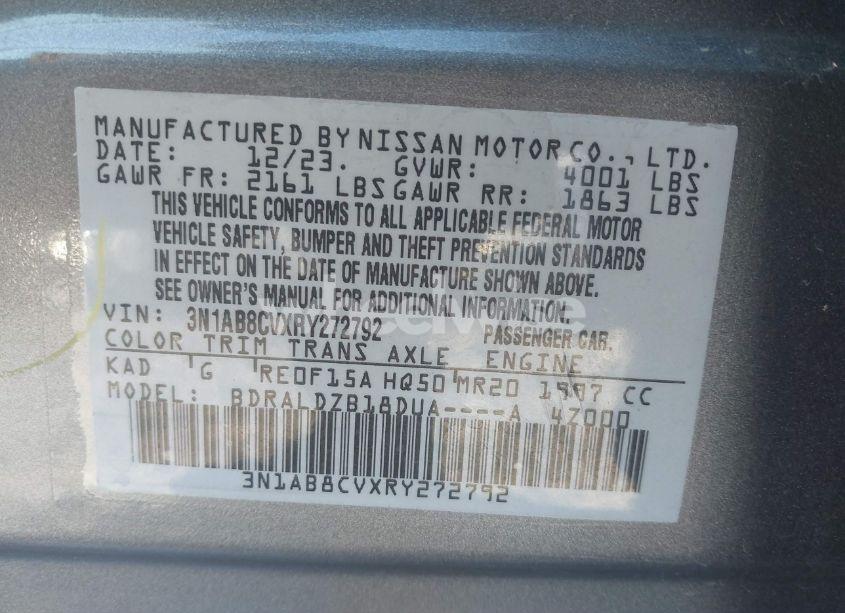 MANUFACTURED BY NISSAN MOTOR CO., LTD.
DATE: 12/23. GVWR: 4001 LBS
GAWR FR: 2161 LBS GAWR RR: 1863 LBS
THIS VEHICLE CONFORMS TO ALL APPLICABLE FEDERAL MOTOR
VEHICLE SAFETY, BUMPER AND THEFT PREVENTION STANDARDS
IN EFFECT ON THE DATE OF MANUFACTURE SHOWN ABOVE.
SEE OWNER'S MANUAL FOR ADDITIONAL INFORMATION.
VIN: 3N1AB8CVXRY272792 PASSENGER CAR.
COLOR TRIM TRANS AXLE ENGINE
KAD G RE0F15A HQ50 MR20 1997 CC
MODEL: BDRALDZB18DUA----A 4Z000
3N1AB8CVXRY272792